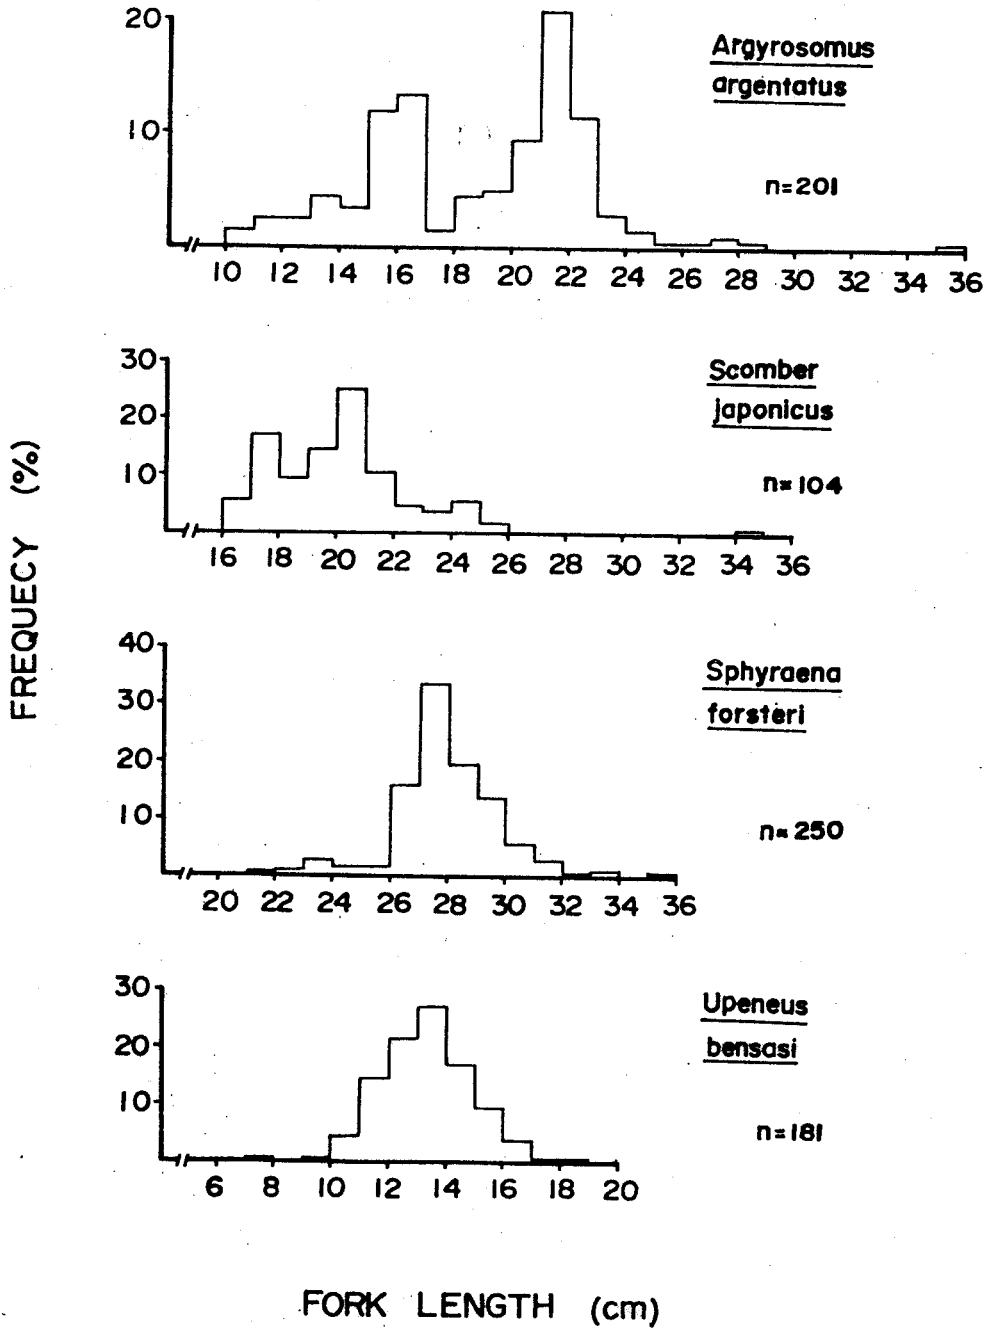 20
10
Argyrosomus
argentatus
n=201
10 12 14 16 18 20 22 24 26 28 30 32 34 36
30
20
10
Scomber
japonicus
n=104
16 18 20 22 24 26 28 30 32 34 36
FREQUECY (%)
40
30
20
10
Sphyraena
forsteri
n=250
20 22 24 26 28 30 32 34 36
30
20
10
Upeneus
bensasi
n=181
6 8 10 12 14 16 18 20
FORK LENGTH (cm)